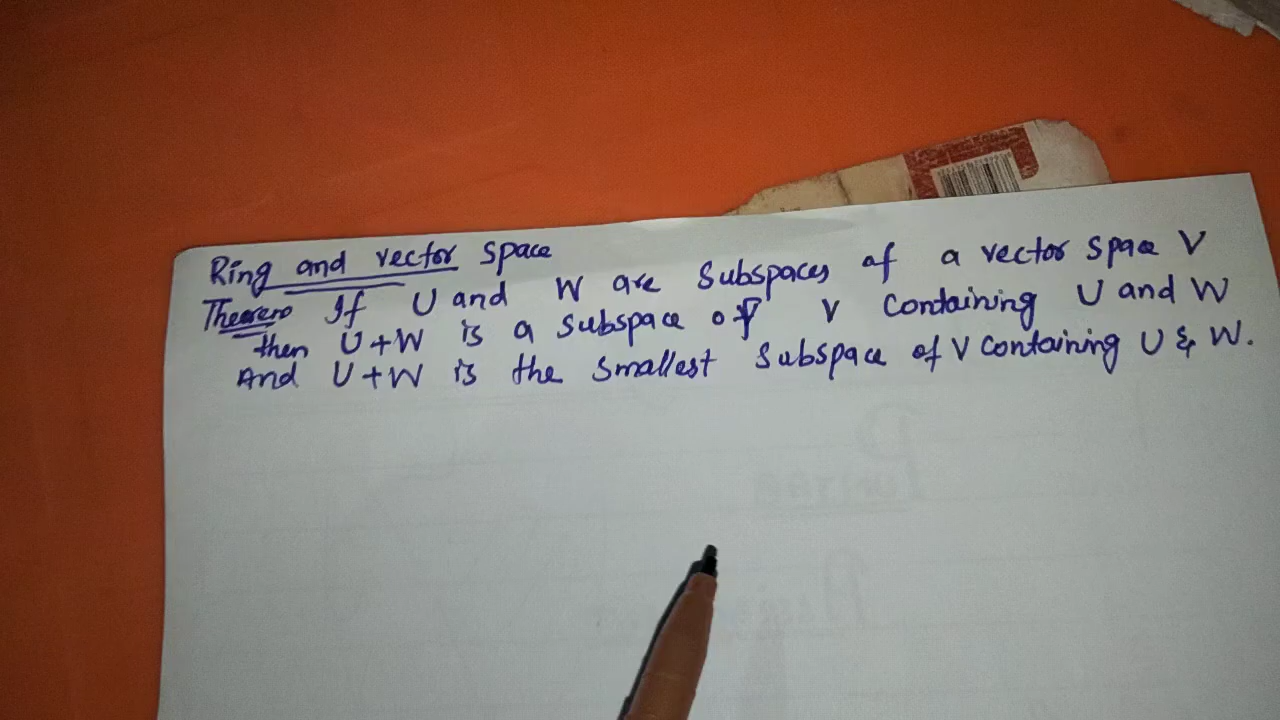 Ring and vector space
Theorem If U and W are subspaces of a vector space V
then U+W is a subspace of V containing U and W
And U+W is the smallest subspace of V containing U & W.